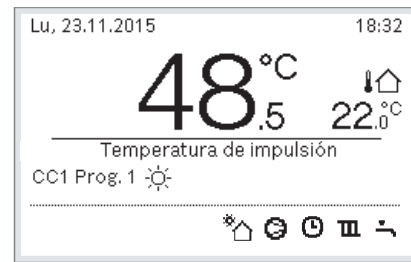 Lu, 23.11.2015 18:32
48.5 °C
22.0 °C
Temperatura de impulsión
CC1 Prog. 1